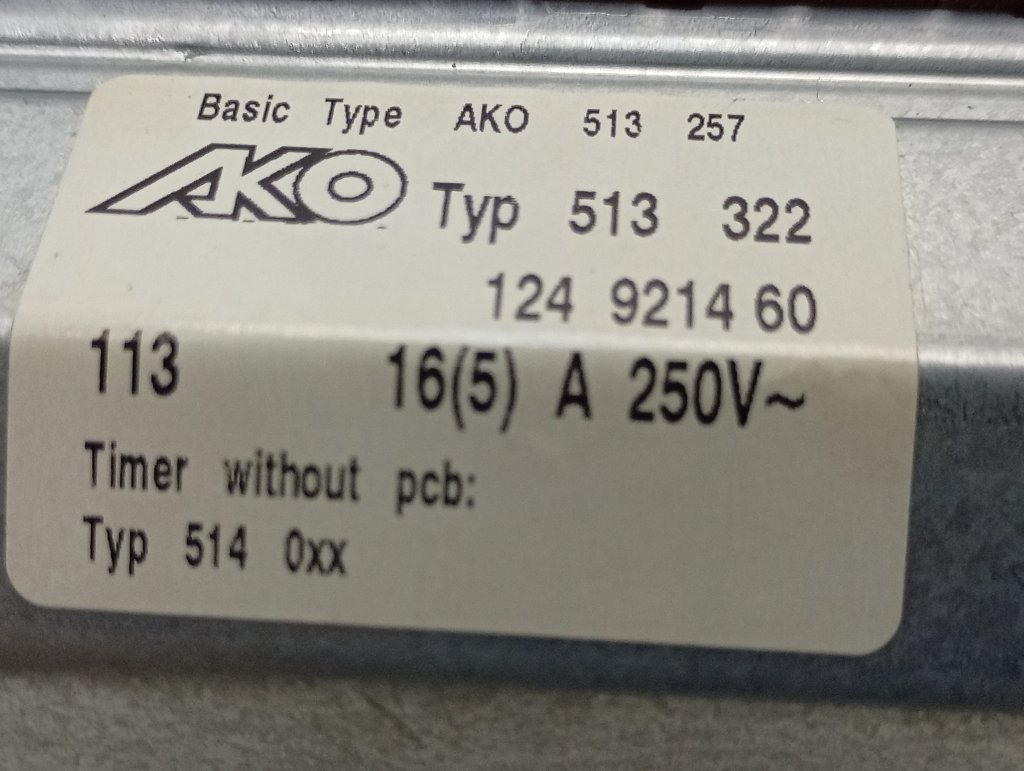 Basic Type AKO 513 257
AKO Typ 513 322
124 9214 60
113 16(5) A 250V~
Timer without pcb:
Typ 514 0xx